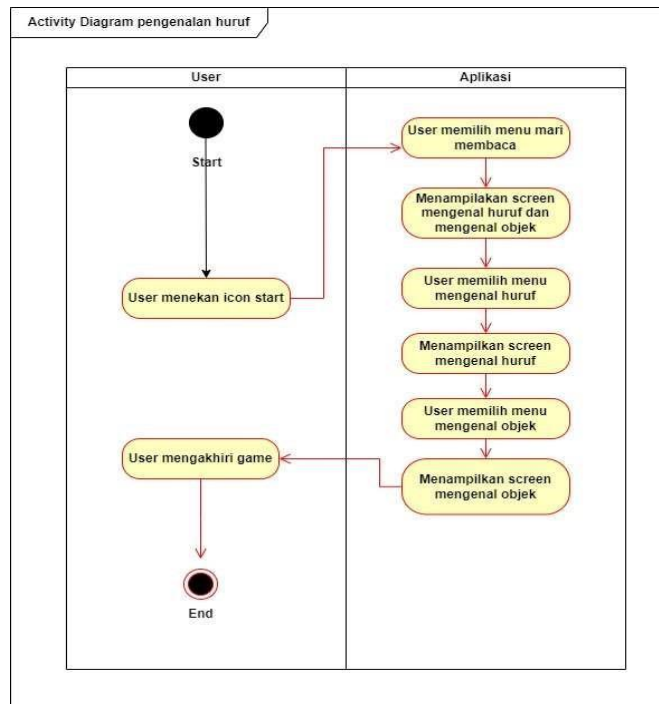 Activity Diagram pengenalan huruf
User
Aplikasi
Start
User menekan icon start
User memilih menu mari
membaca
Menampilakan screen
mengenal huruf dan
mengenal objek
User memilih menu
mengenal huruf
Menampilkan screen
mengenal huruf
User memilih menu
mengenal objek
Menampilkan screen
mengenal objek
User mengakhiri game
End